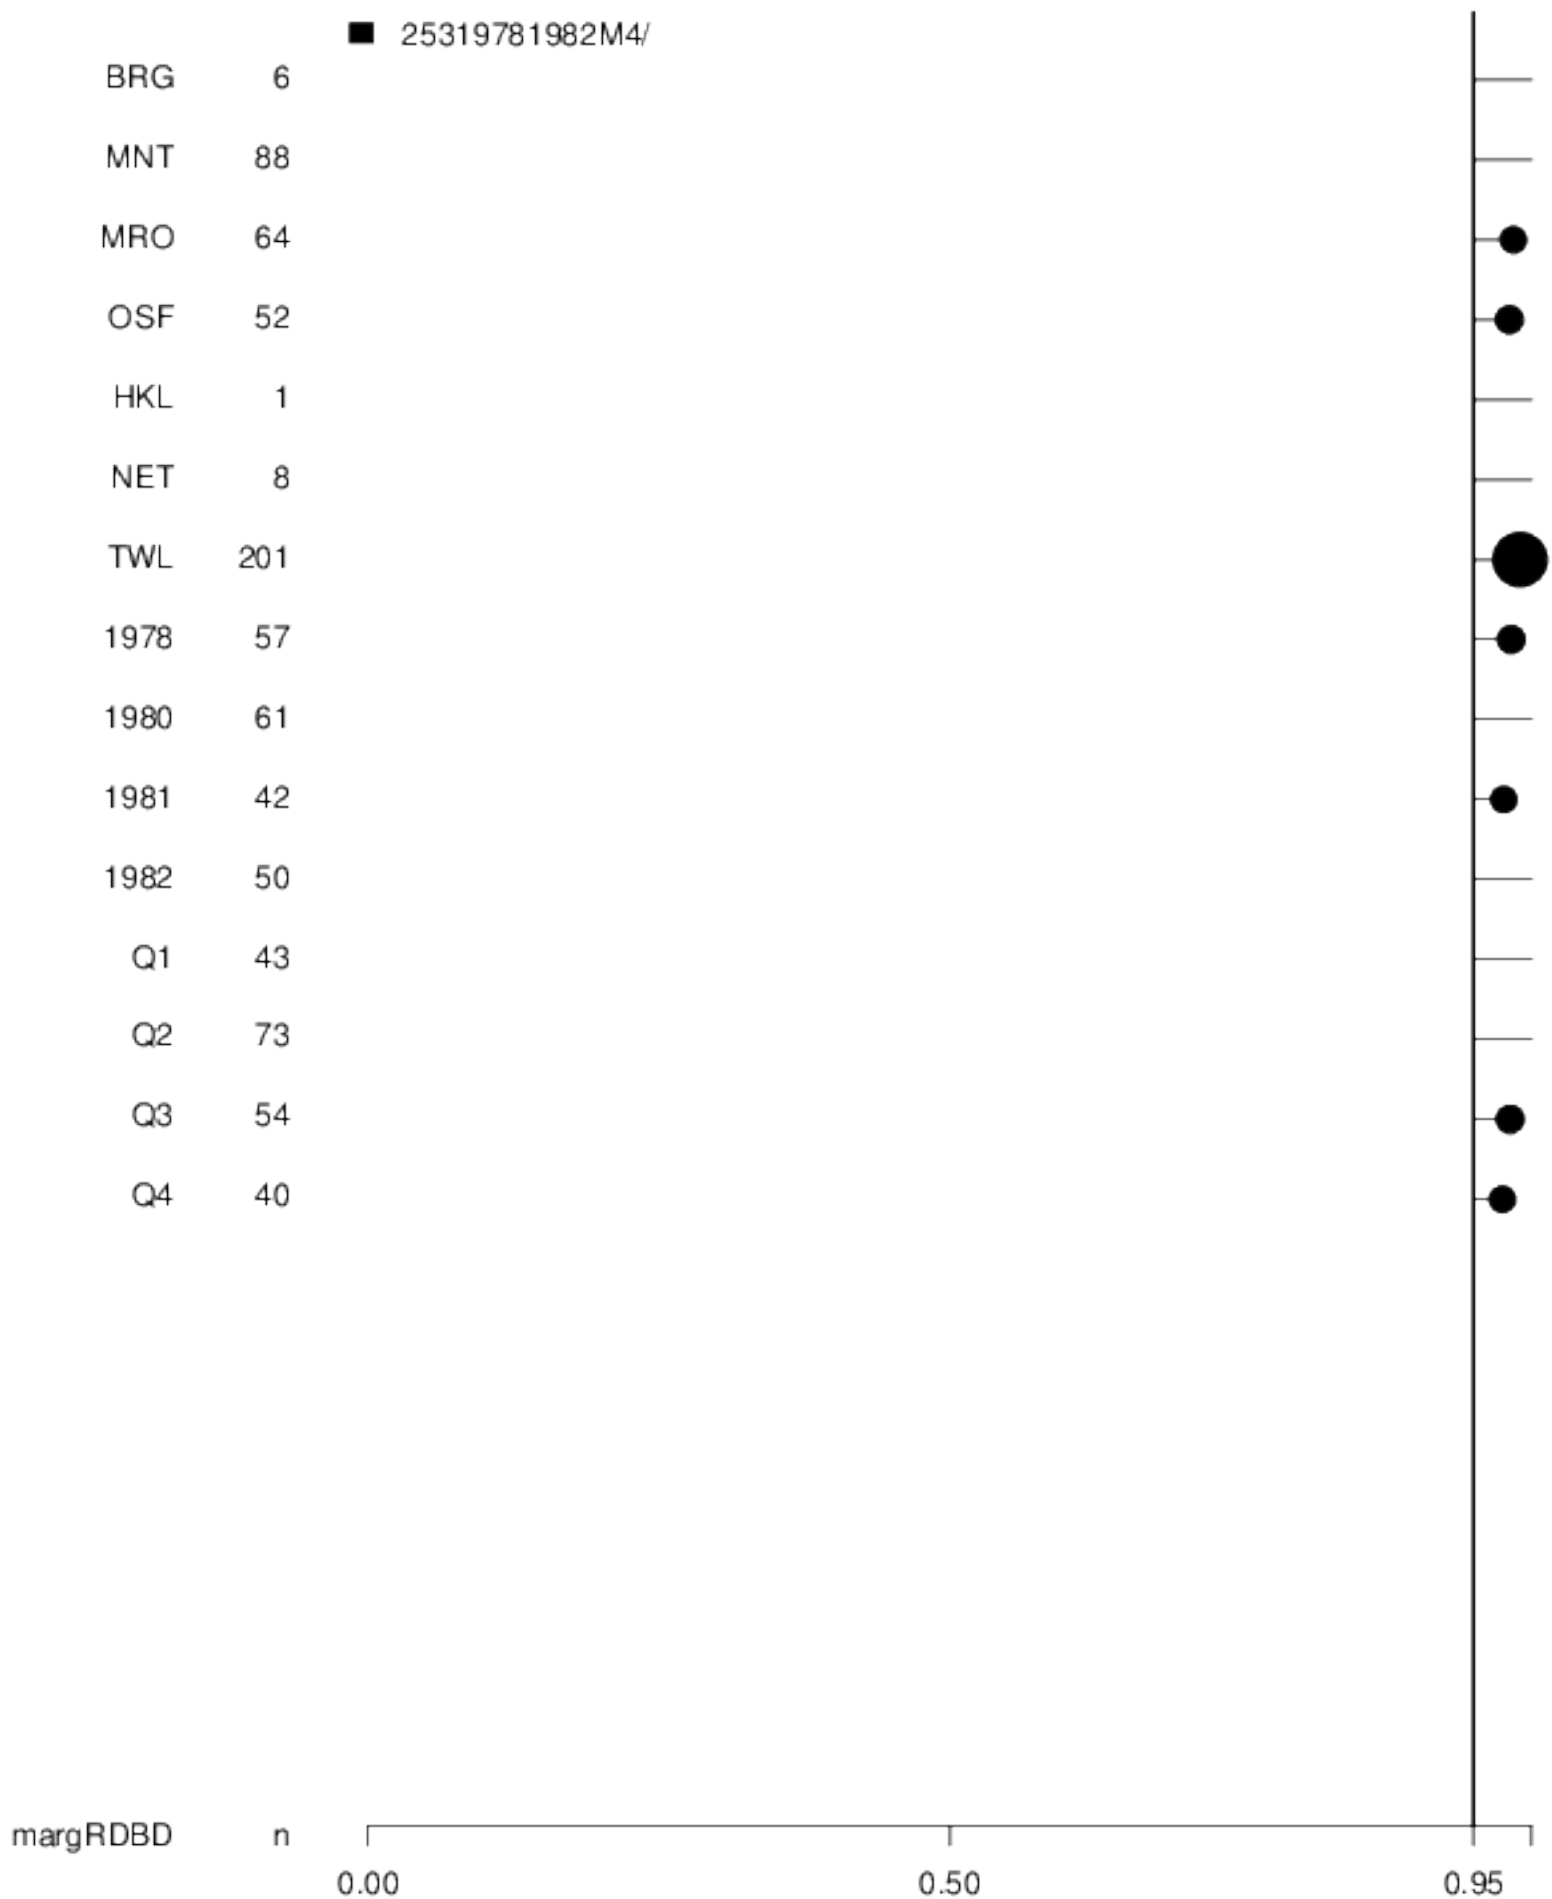 25319781982M4/
BRG 6
MNT 88
MRO 64
OSF 52
HKL 1
NET 8
TWL 201
1978 57
1980 61
1981 42
1982 50
Q1 43
Q2 73
Q3 54
Q4 40
margRDBD n
0.00 0.50 0.95